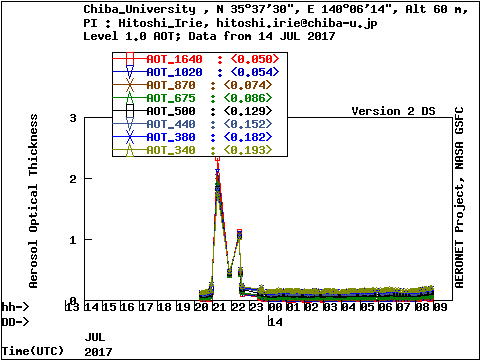 Chiba_University , N 35°37'30", E 140°06'14", Alt 60 m,
PI : Hitoshi_Irie, hitoshi.irie@chiba-u.jp
Level 1.0 AOT; Data from 14 JUL 2017
AOT_1640 : <0.050>
AOT_1020 : <0.054>
AOT_870 : <0.074>
AOT_675 : <0.086>
AOT_500 : <0.129>
AOT_440 : <0.152>
AOT_380 : <0.182>
AOT_340 : <0.193>
Version 2 DS
Aerosol Optical Thickness
AERONET Project, NASA GSFC
3
2
1
0
hh-> 13 14 15 16 17 18 19 20 21 22 23 00 01 02 03 04 05 06 07 08 09
DD-> 14
JUL
Time(UTC) 2017